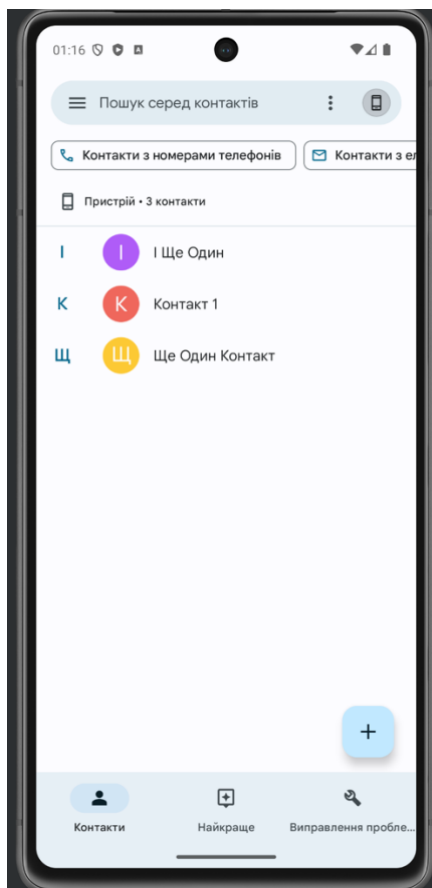 01:16
Пошук серед контактів
Контакти з номерами телефонів
Контакти з ел
Пристрій • 3 контакти
І І І Ще Один
К К Контакт 1
Щ Щ Ще Один Контакт
Контакти Найкраще Виправлення пробле...